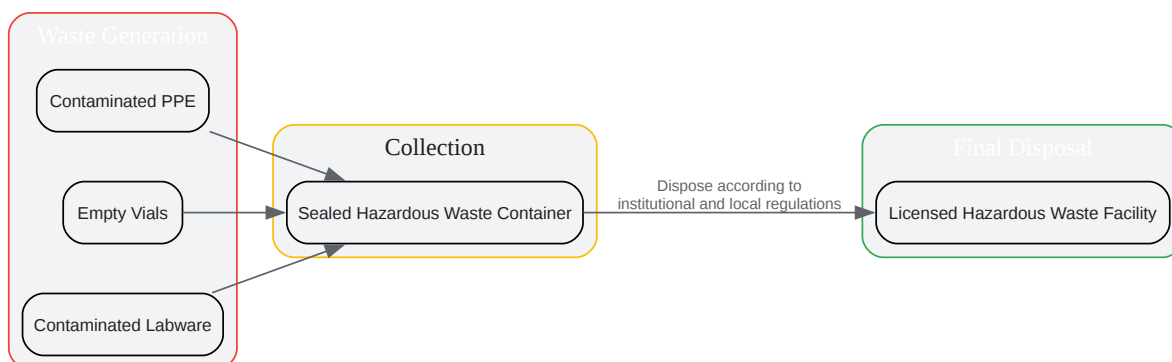 Waste Generation
Contaminated PPE
Empty Vials
Contaminated Labware
Collection
Sealed Hazardous Waste Container
Dispose according to
institutional and local regulations
Final Disposal
Licensed Hazardous Waste Facility